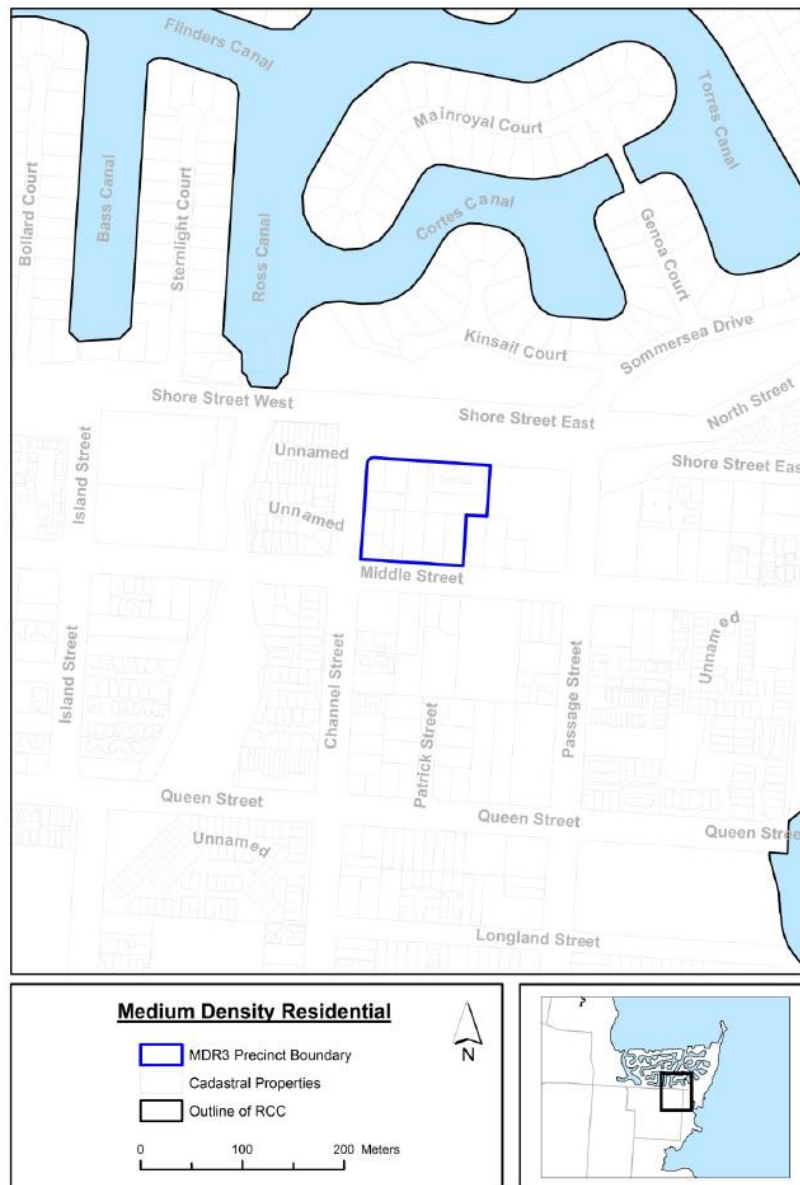 Flinders Canal
Mainroyal Court
Torres Canal
Bollard Court
Bass Canal
Sternlight Court
Ross Canal
Cortes Canal
Genoa Court
Kinsail Court
Sommersea Drive
North Street
Shore Street West
Shore Street East
Shore Street Eas
Island Street
Unnamed
Unnamed
Middle Street
Island Street
Channel Street
Patrick Street
Passage Street
Unnamed
Queen Street
Queen Street
Queen Stree
Unnamed
Longland Street
Medium Density Residential
MDR3 Precinct Boundary
Cadastral Properties
Outline of RCC
N
0 100 200 Meters